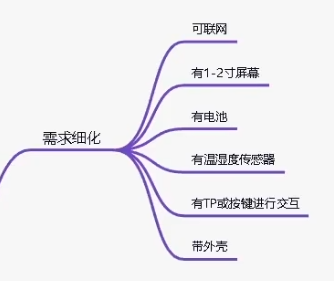 可联网
有1-2寸屏幕
有电池
需求细化
有温湿度传感器
有TP或按键进行交互
带外壳